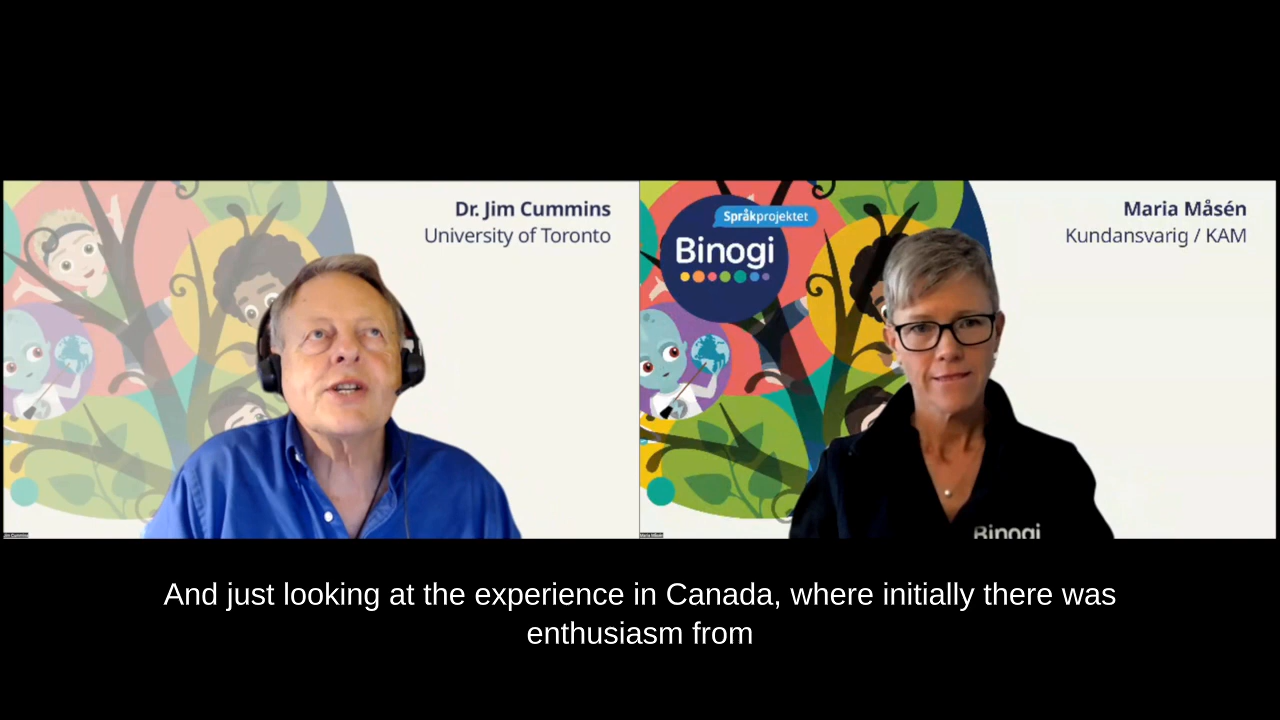 Dr. Jim Cummins
University of Toronto
Språkprojektet
Binogi
Maria Måsén
Kundansvarig / KAM
Binogi
And just looking at the experience in Canada, where initially there was
enthusiasm from